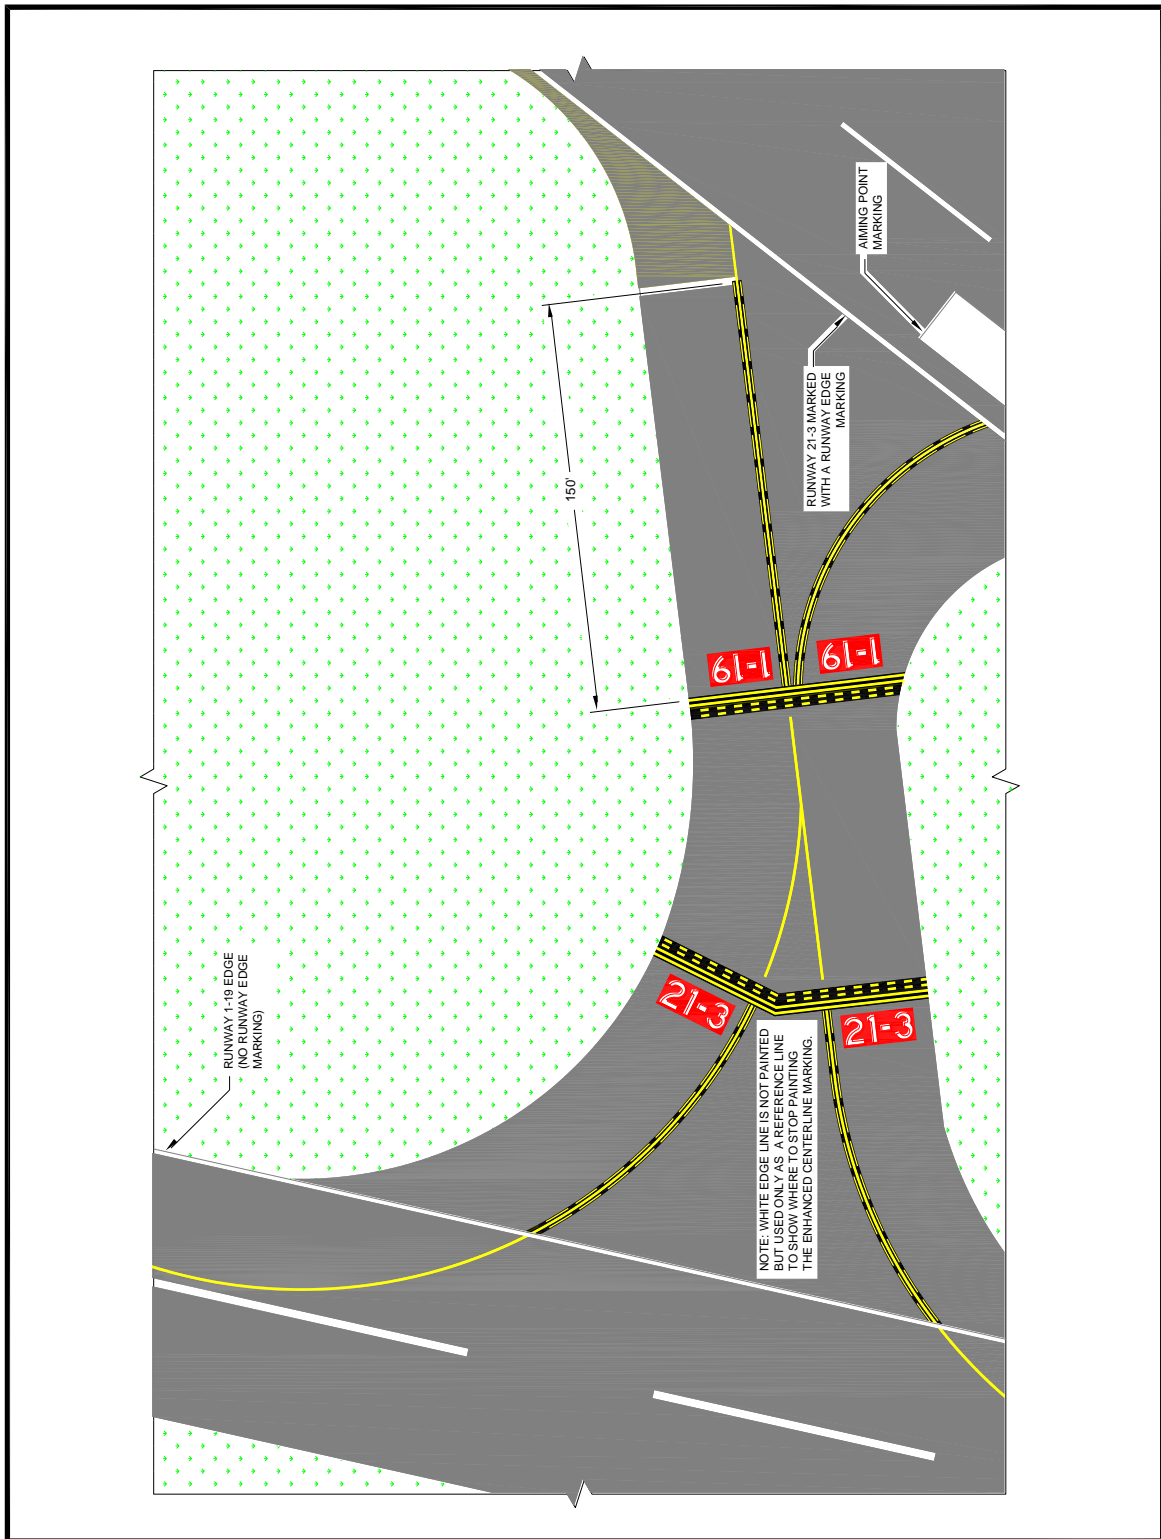 RUNWAY 1-19 EDGE
(NO RUNWAY EDGE
MARKING)
150'
AIMING POINT
MARKING
RUNWAY 21-3 MARKED
WITH A RUNWAY EDGE
MARKING
1-19
1-19
21-3
21-3
NOTE: WHITE EDGE LINE IS NOT PAINTED
BUT USED ONLY AS A REFERENCE LINE
TO SHOW WHERE TO STOP PAINTING
THE ENHANCED CENTERLINE MARKING.